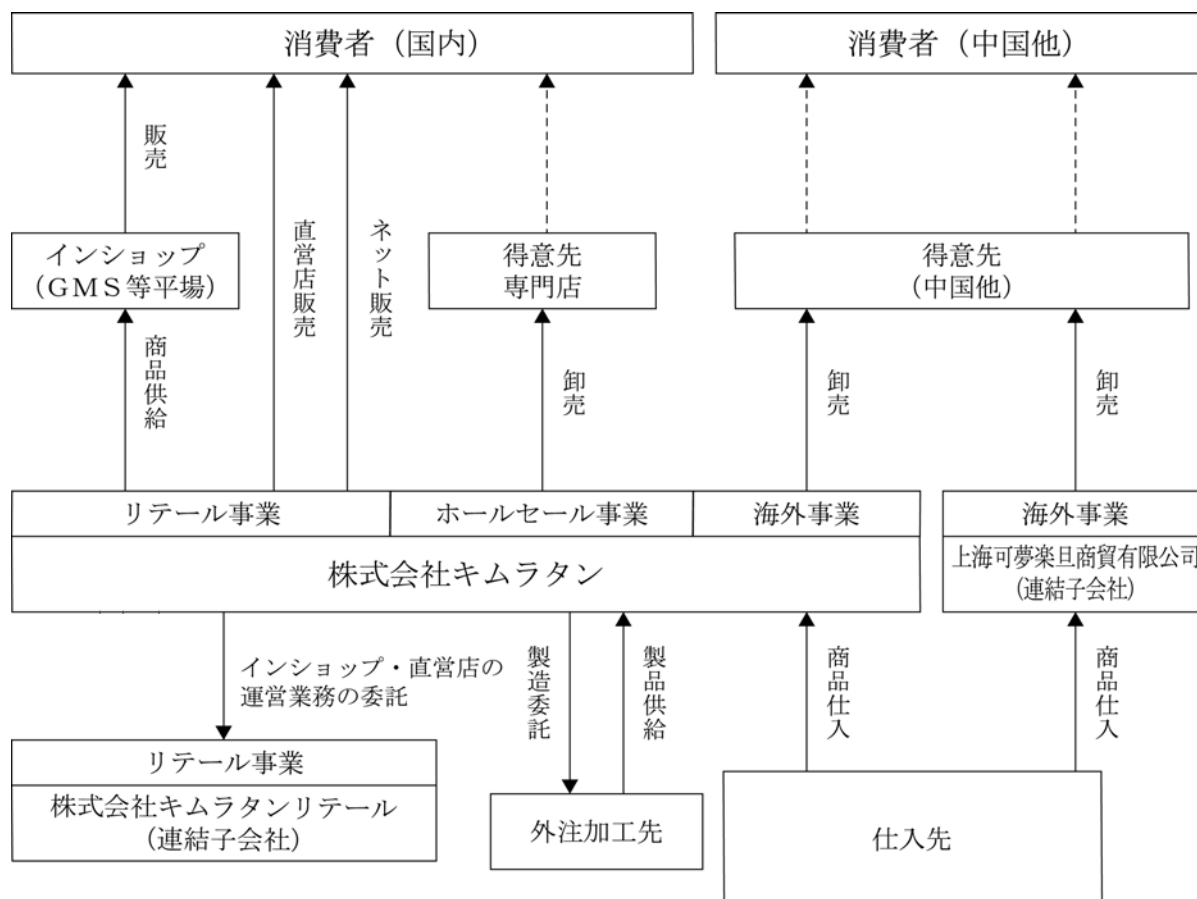 消費者（国内）
消費者（中国他）
販売
直営店販売
ネット販売
インショップ
（ＧＭＳ等平場）
得意先
専門店
得意先
（中国他）
商品供給
卸売
卸売
卸売
リテール事業
ホールセール事業
海外事業
海外事業
株式会社キムラタン
上海可夢楽旦商貿有限公司
(連結子会社)
インショップ・直営店の
運営業務の委託
製造委託
製品供給
商品仕入
商品仕入
リテール事業
株式会社キムラタンリテール
(連結子会社)
外注加工先
仕入先